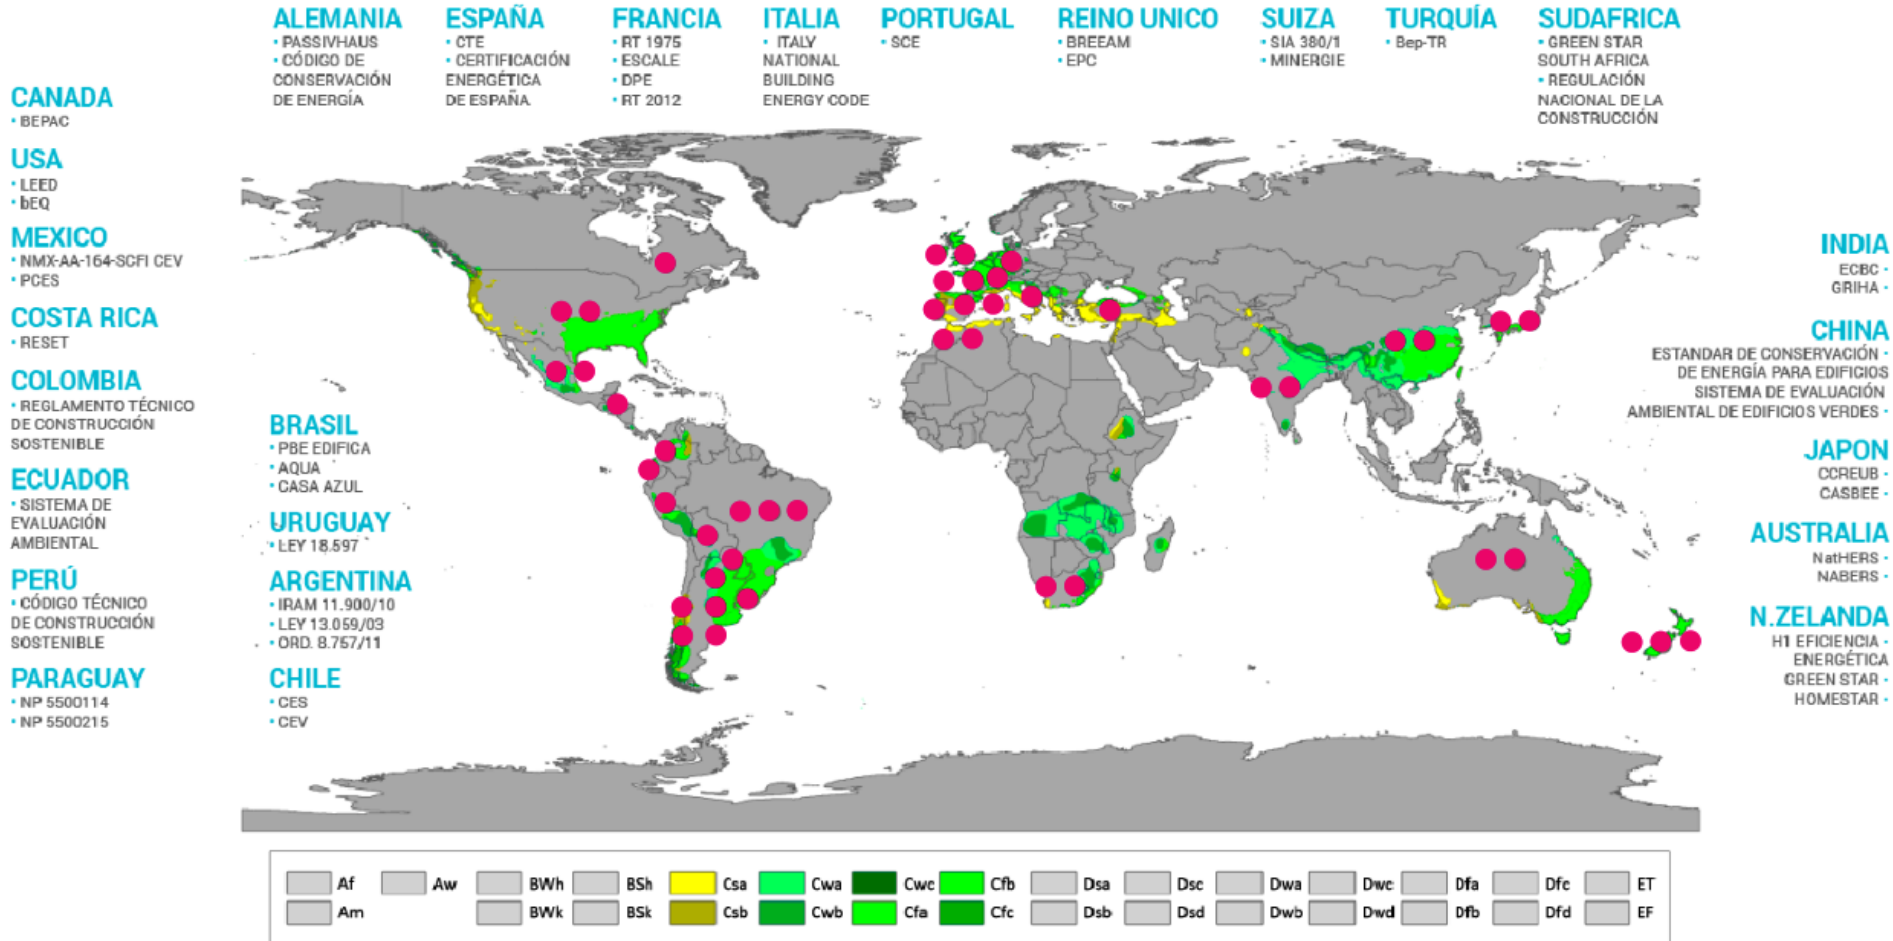 ALEMANIA
• PASSIVHAUS
• CÓDIGO DE
CONSERVACIÓN
DE ENERGÍA
ESPAÑA
• CTE
• CERTIFICACIÓN
ENERGÉTICA
DE ESPAÑA
FRANCIA
• RT 1975
• ESCALE
• DPE
• RT 2012
ITALIA
• ITALY
NATIONAL
BUILDING
ENERGY CODE
PORTUGAL
• SCE
REINO UNICO
• BREEAM
• EPC
SUIZA
• SIA 380/1
• MINERGIE
TURQUÍA
• Bep-TR
SUDAFRICA
• GREEN STAR
SOUTH AFRICA
• REGULACIÓN
NACIONAL DE LA
CONSTRUCCIÓN
CANADA
• BEPAC
USA
• LEED
• bEQ
MEXICO
• NMX-AA-164-SCFI CEV
• PCES
COSTA RICA
• RESET
COLOMBIA
• REGLAMENTO TÉCNICO
DE CONSTRUCCIÓN
SOSTENIBLE
ECUADOR
• SISTEMA DE
EVALUACIÓN
AMBIENTAL
PERÚ
• CÓDIGO TÉCNICO
DE CONSTRUCCIÓN
SOSTENIBLE
PARAGUAY
• NP 5500114
• NP 5500215
BRASIL
• PBE EDIFICA
• AQUA
• CASA AZUL
URUGUAY
• LEY 18.597
ARGENTINA
• IRAM 11.900/10
• LEY 13.059/03
• ORD. 8.757/11
CHILE
• CES
• CEV
INDIA
ECBC •
GRIHA •
CHINA
ESTANDAR DE CONSERVACIÓN •
DE ENERGÍA PARA EDIFICIOS
SISTEMA DE EVALUACIÓN
AMBIENTAL DE EDIFICIOS VERDES •
JAPON
CCREUB •
CASBEE •
AUSTRALIA
NatHERS •
NABERS •
N.ZELANDA
H1 EFICIENCIA •
ENERGÉTICA
GREEN STAR •
HOMESTAR •
Af Aw BWh BSh Csa Cwa Cwc Cfb Dsa Dsc Dwa Dwc Dfa Dfc ET
Am BWk BSk Csb Cwb Cfa Cfc Dsb Dsd Dwb Dwd Dfb Dfd EF